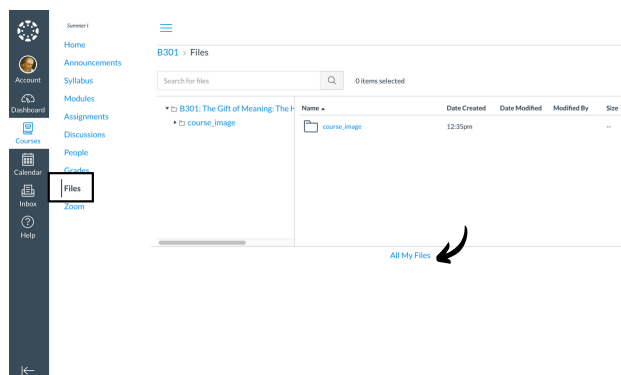 Account
Dashboard
Courses
Calendar
Inbox
Help
Summer I
Home
Announcements
Syllabus
Modules
Assignments
Discussions
People
Grades
Files
Zoom
B301 > Files
Search for files
0 items selected
B301: The Gift of Meaning: The H
course_image
Name Date Created Date Modified Modified By Size
course_image 12:35pm --
All My Files